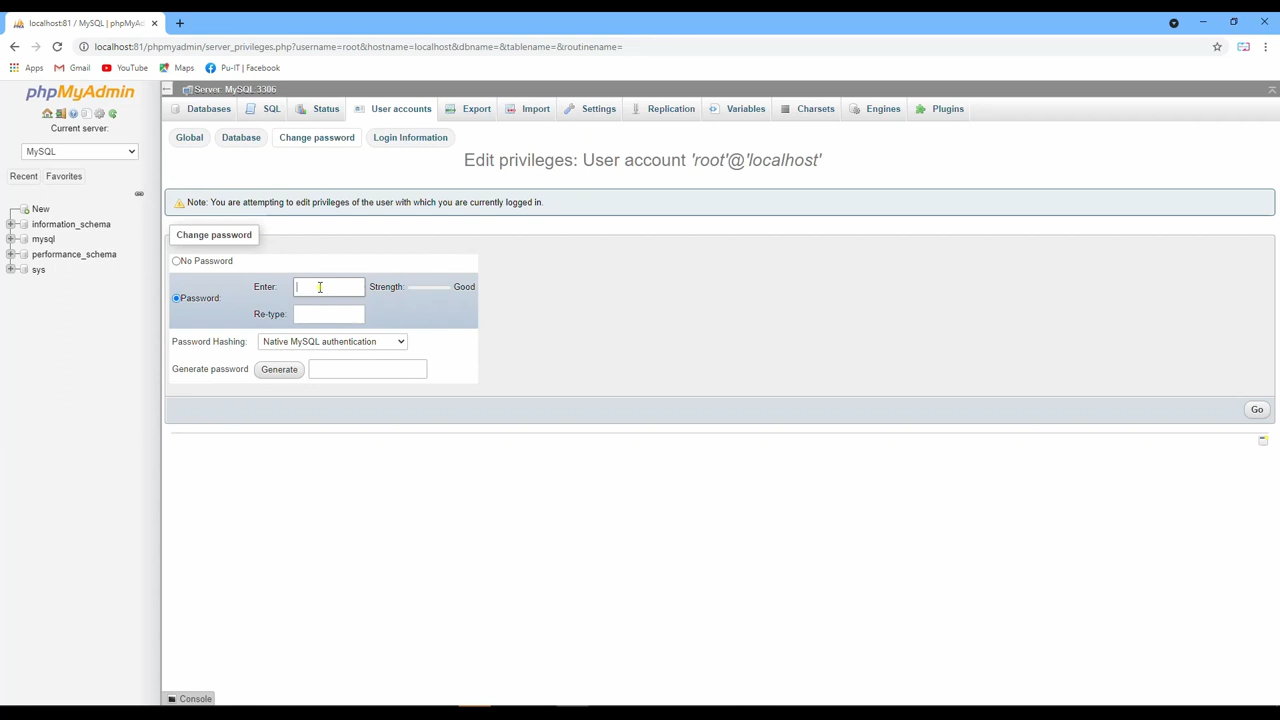 localhost:81 / MySQL | phpMyAd
localhost:81/phpmyadmin/server_privileges.php?username=root&hostname=localhost&dbname=&tablename=&routinename=
Apps Gmail YouTube Maps Pu-IT | Facebook
phpMyAdmin
Current server:
MySQL
Recent Favorites
New
information_schema
mysql
performance_schema
sys
Server: MySQL:3306
Databases SQL Status User accounts Export Import Settings Replication Variables Charsets Engines Plugins
Global Database Change password Login Information
Edit privileges: User account 'root'@'localhost'
Note: You are attempting to edit privileges of the user with which you are currently logged in.
Change password
No Password
Password:
Enter: Strength: Good
Re-type:
Password Hashing: Native MySQL authentication
Generate password Generate
Go
Console